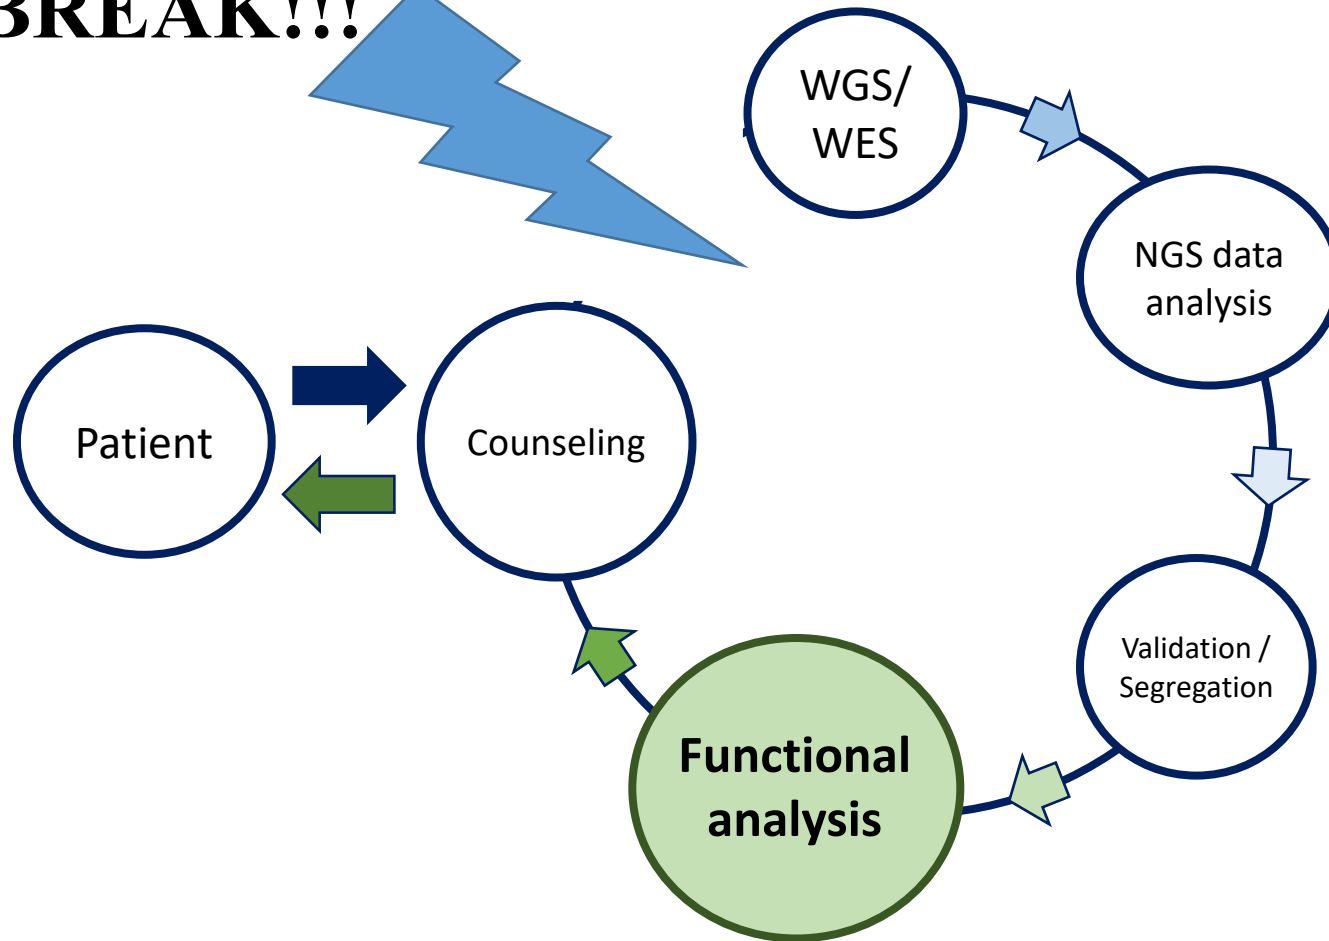 BREAK!!!
WGS/
WES
NGS data
analysis
Patient
Counseling
Validation /
Segregation
Functional
analysis